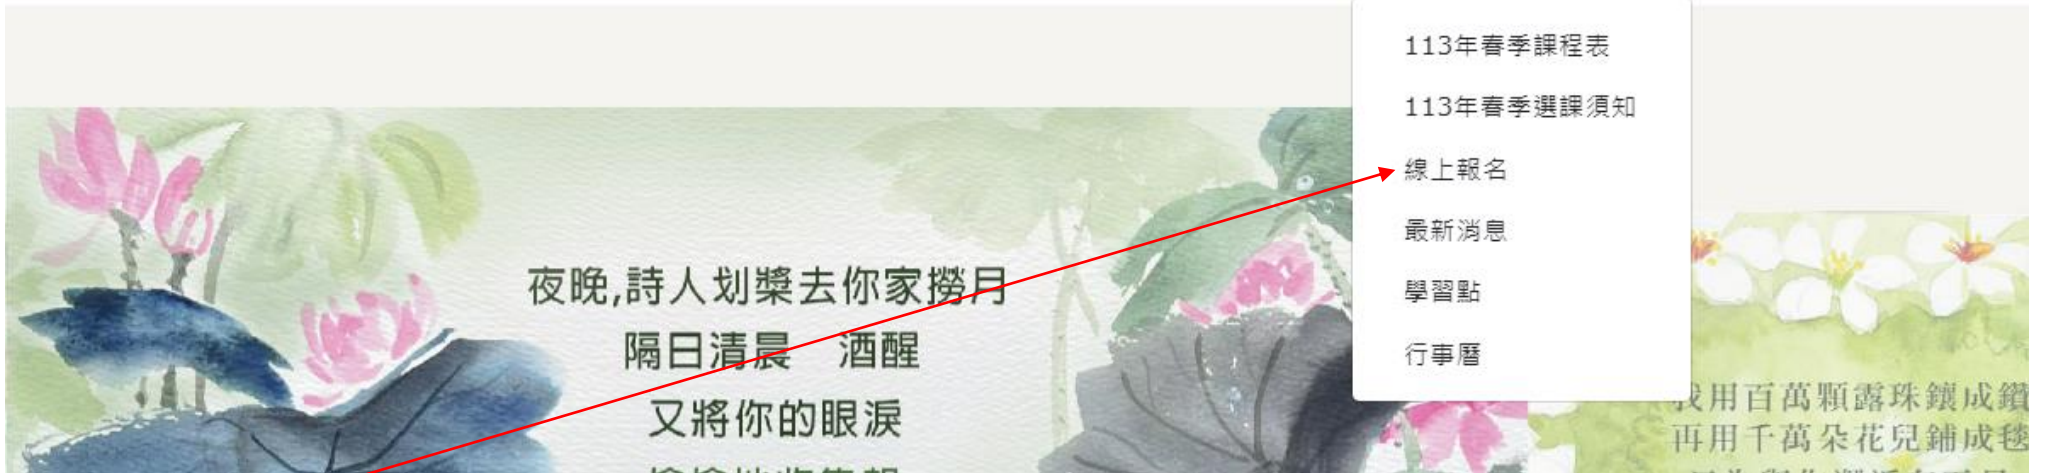 113年春季課程表
113年春季選課須知
線上報名
最新消息
學習點
行事曆
夜晚,詩人划槳去你家撈月
隔日清晨　酒醒
又將你的眼淚
我用百萬顆露珠鑲成鑽
再用千萬朵花兒鋪成毯